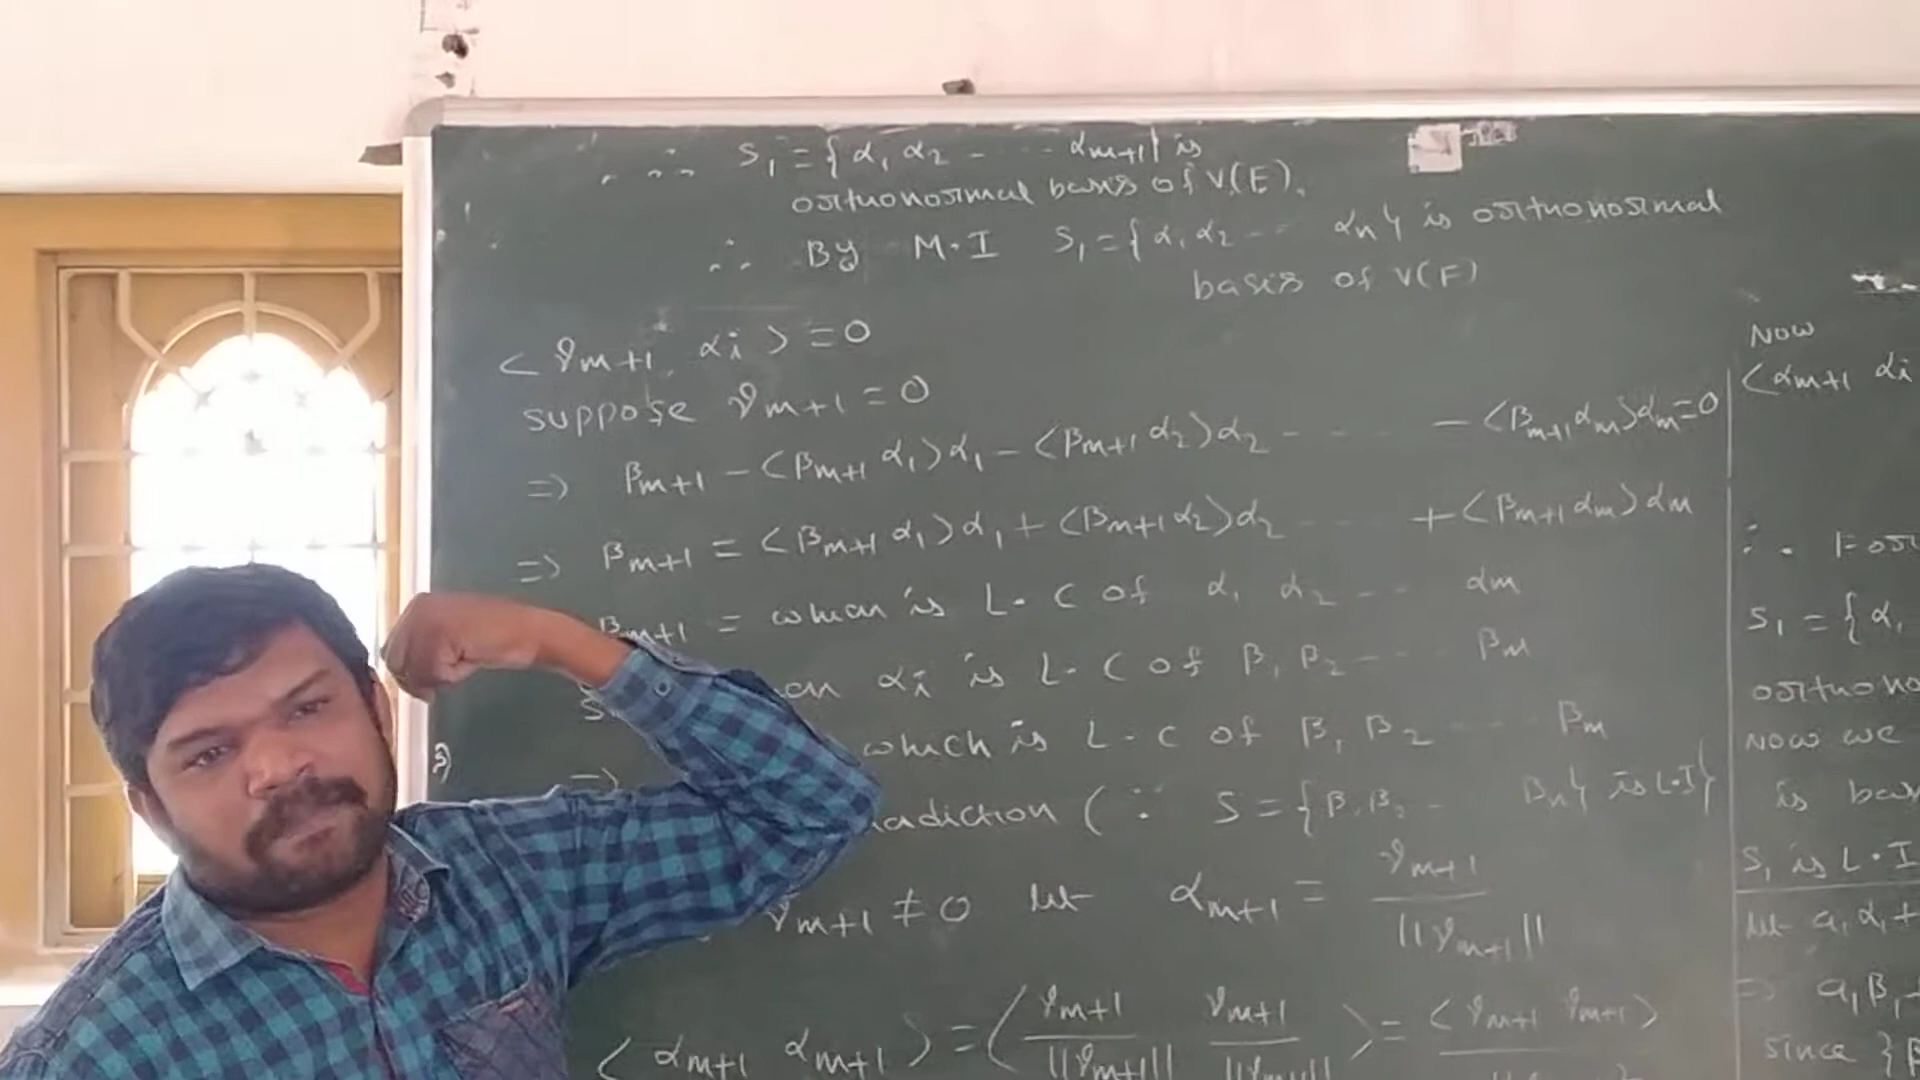 ∴ S₁ = {α₁ α₂ - - - - αm+1} is
orthonormal basis of V(F).
∴ By M.I S₁ = {α₁ α₂ - - - αn} is orthonormal
basis of V(F)
< γm+1, αi > = 0
suppose γm+1 = 0
=> βm+1 - <βm+1 α₁>α₁ - <βm+1 α₂>α₂ - - - - - <βm+1 αm>αm = 0
=> βm+1 = <βm+1 α₁>α₁ + <βm+1 α₂>α₂ - - - + <βm+1 αm>αm
βm+1 = which is L.C of α₁ α₂ - - - αm
αi is L.C of β₁ β₂ - - - βm
which is L.C of β₁ β₂ - - - βm
adiction (∵ S = {β₁ β₂ - - βn} is L.I}
γm+1 ≠ 0 let αm+1 = γm+1 / ||γm+1||
< αm+1 αm+1 > = < γm+1 / ||γm+1|| γm+1 / ||γm+1|| > = < γm+1 γm+1 >
Now
<αm+1 αi
∴
S₁ = {α₁
orthono
Now we
is bas
S₁ is L.I
let a₁α₁ +
=> a₁β₁ +
since {β